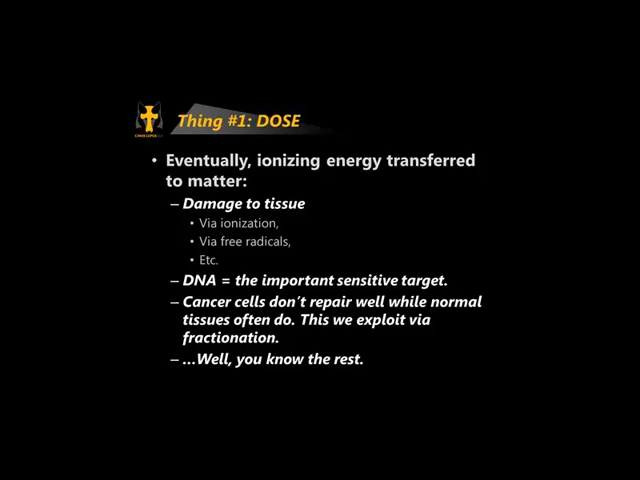 Thing #1: DOSE
• Eventually, ionizing energy transferred
to matter:
– Damage to tissue
• Via ionization,
• Via free radicals,
• Etc.
– DNA = the important sensitive target.
– Cancer cells don't repair well while normal
tissues often do. This we exploit via
fractionation.
– ...Well, you know the rest.